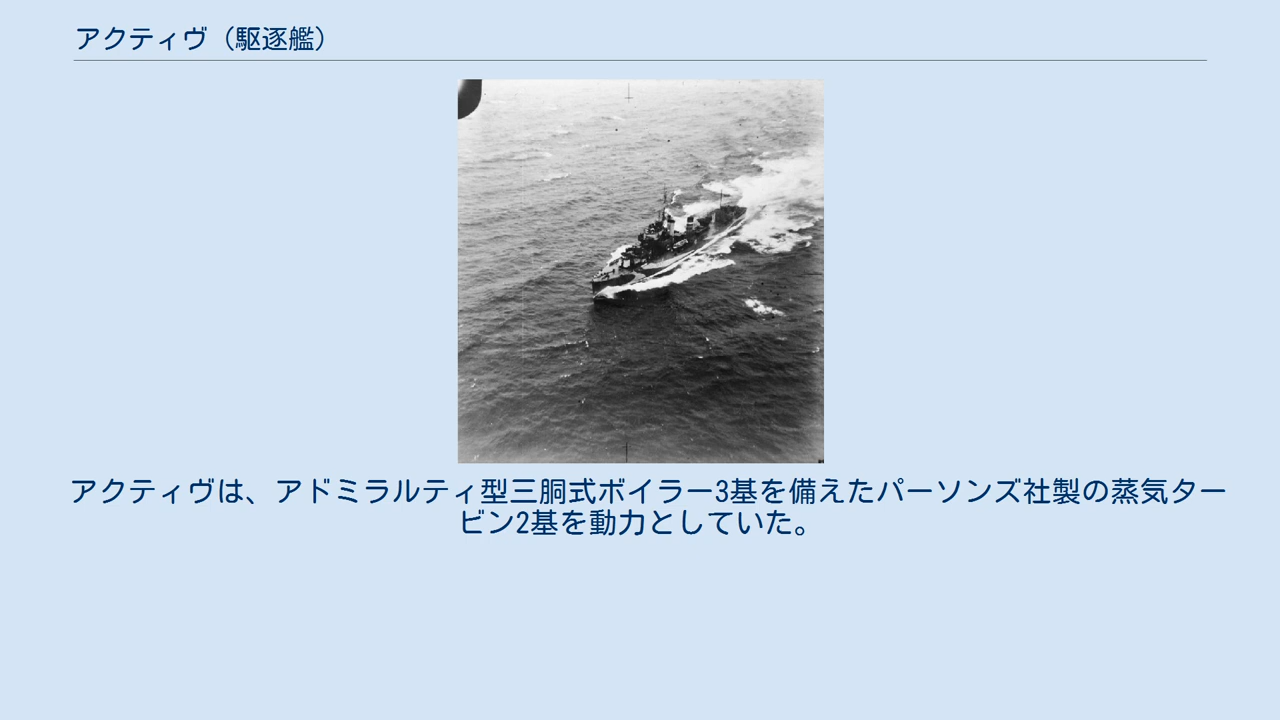 アクティヴ（駆逐艦）
アクティヴは、アドミラルティ型三胴式ボイラー3基を備えたパーソンズ社製の蒸気ター
ビン2基を動力としていた。